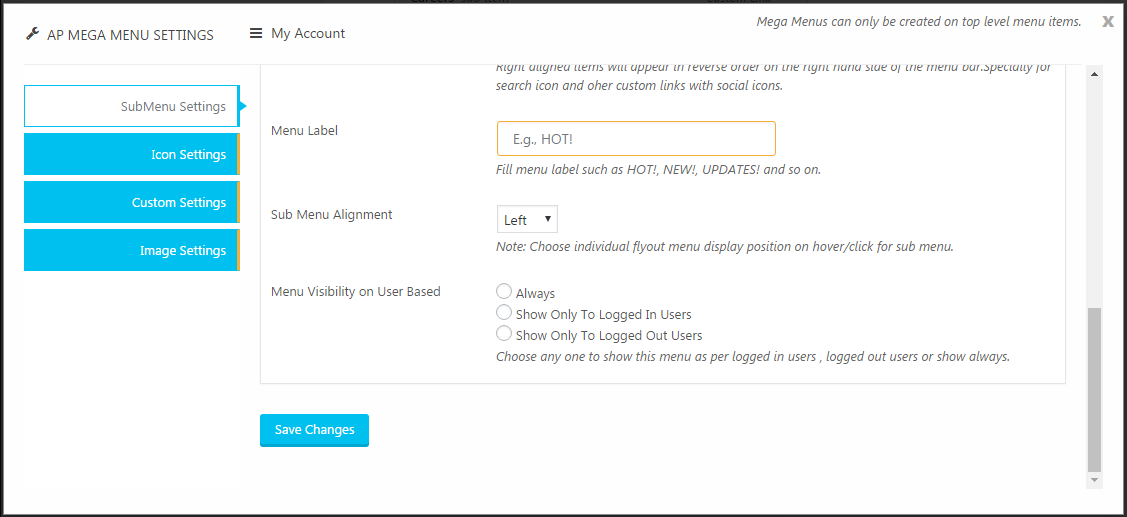 Mega Menus can only be created on top level menu items.
X
AP MEGA MENU SETTINGS
My Account
Right aligned items will appear in reverse order on the right hand side of the menu bar.Specially for
search icon and oher custom links with social icons.
SubMenu Settings
Icon Settings
Custom Settings
Image Settings
Menu Label
E.g., HOT!
Fill menu label such as HOT!, NEW!, UPDATES! and so on.
Sub Menu Alignment
Left
Note: Choose individual flyout menu display position on hover/click for sub menu.
Menu Visibility on User Based
Always
Show Only To Logged In Users
Show Only To Logged Out Users
Choose any one to show this menu as per logged in users , logged out users or show always.
Save Changes